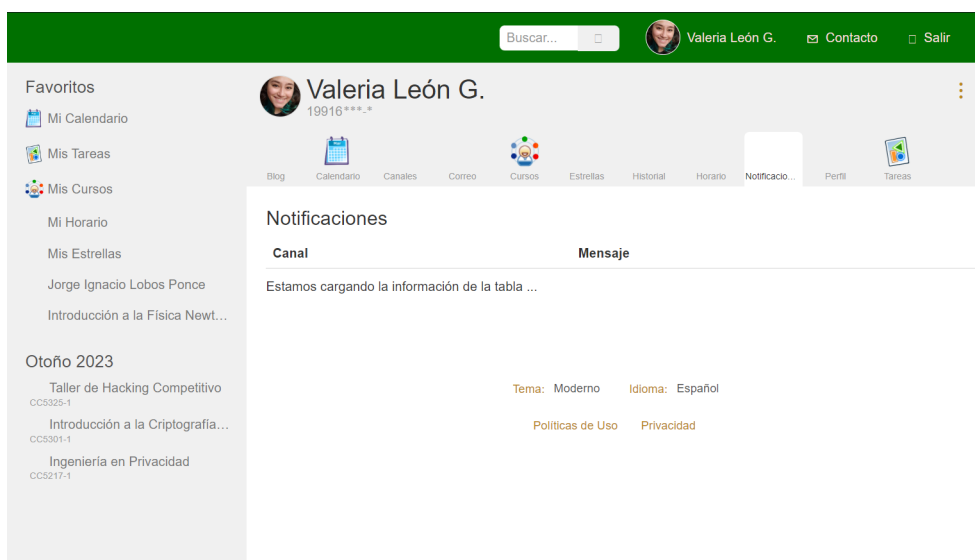 Buscar...
Valeria León G.
Contacto
Salir
Favoritos
Mi Calendario
Mis Tareas
Mis Cursos
Mi Horario
Mis Estrellas
Jorge Ignacio Lobos Ponce
Introducción a la Física Newt...
Otoño 2023
Taller de Hacking Competitivo
CC5325-1
Introducción a la Criptografía...
CC5301-1
Ingeniería en Privacidad
CC5217-1
Valeria León G.
19916***-*
Blog Calendario Canales Correo Cursos Estrellas Historial Horario Notificacio... Perfil Tareas
Notificaciones
Canal Mensaje
Estamos cargando la información de la tabla ...
Tema: Moderno Idioma: Español
Políticas de Uso Privacidad